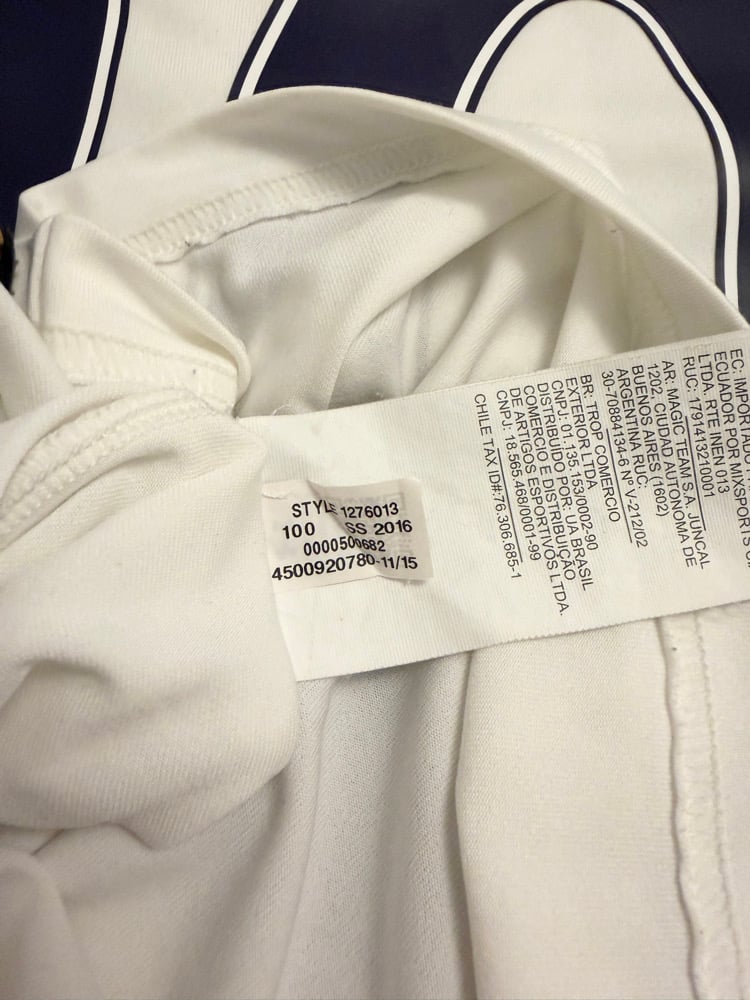 STYLE 1276013
100 SS 2016
0000500682
4500920780-11/15
EC:
ECUADOR POR MIXSPORTS
LTDA. RTE INEN 013
RUC: 1791413210001
AR: MAGIC TEAM S.A. JUNCAL
1202, CIUDAD AUTONOMA DE
BUENOS AIRES (1602)
ARGENTINA RUC:
30-70884134-6 Nº V-212/02
BR: TROP COMERCIO
EXTERIOR LTDA
CNPJ: 01.135.153/0002-90
DISTRIBUIDO POR: UA BRASIL
COMERCIO E DISTRIBUIÇÃO
DE ARTIGOS ESPORTIVOS LTDA.
CNPJ: 18.565.468/0001-99
CHILE TAX ID#:76.306.685-1